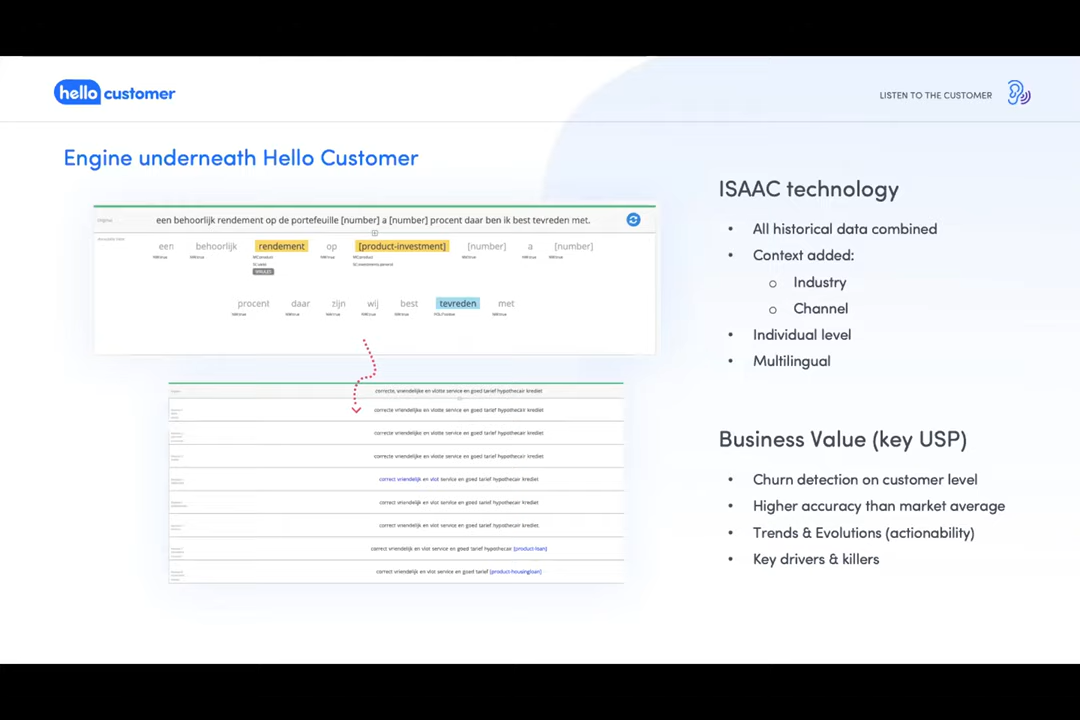 hello customer
LISTEN TO THE CUSTOMER
Engine underneath Hello Customer
een behoorlijk rendement op de portefeuille [number] a [number] procent daar ben ik best tevreden met.
een behoorlijk rendement op [product-investment] [number] a [number]
procent daar zijn wij best tevreden met
correcte, vriendelijke en vlotte service en goed tarief hypothecair krediet
correcte vriendelijke en vlotte service en goed tarief hypothecair krediet
correcte vriendelijke en vlotte service en goed tarief hypothecair krediet
correcte vriendelijke en vlotte service en goed tarief hypothecair krediet
correct vriendelijk en vlot service en goed tarief hypothecair krediet
correct vriendelijk en vlot service en goed tarief hypothecair krediet
correct vriendelijk en vlot service en goed tarief hypothecair krediet
correct vriendelijk en vlot service en goed tarief hypothecair [product-loan]
correct vriendelijk en vlot service en goed tarief [product-housingloan]
ISAAC technology
• All historical data combined
• Context added:
o Industry
o Channel
• Individual level
• Multilingual
Business Value (key USP)
• Churn detection on customer level
• Higher accuracy than market average
• Trends & Evolutions (actionability)
• Key drivers & killers